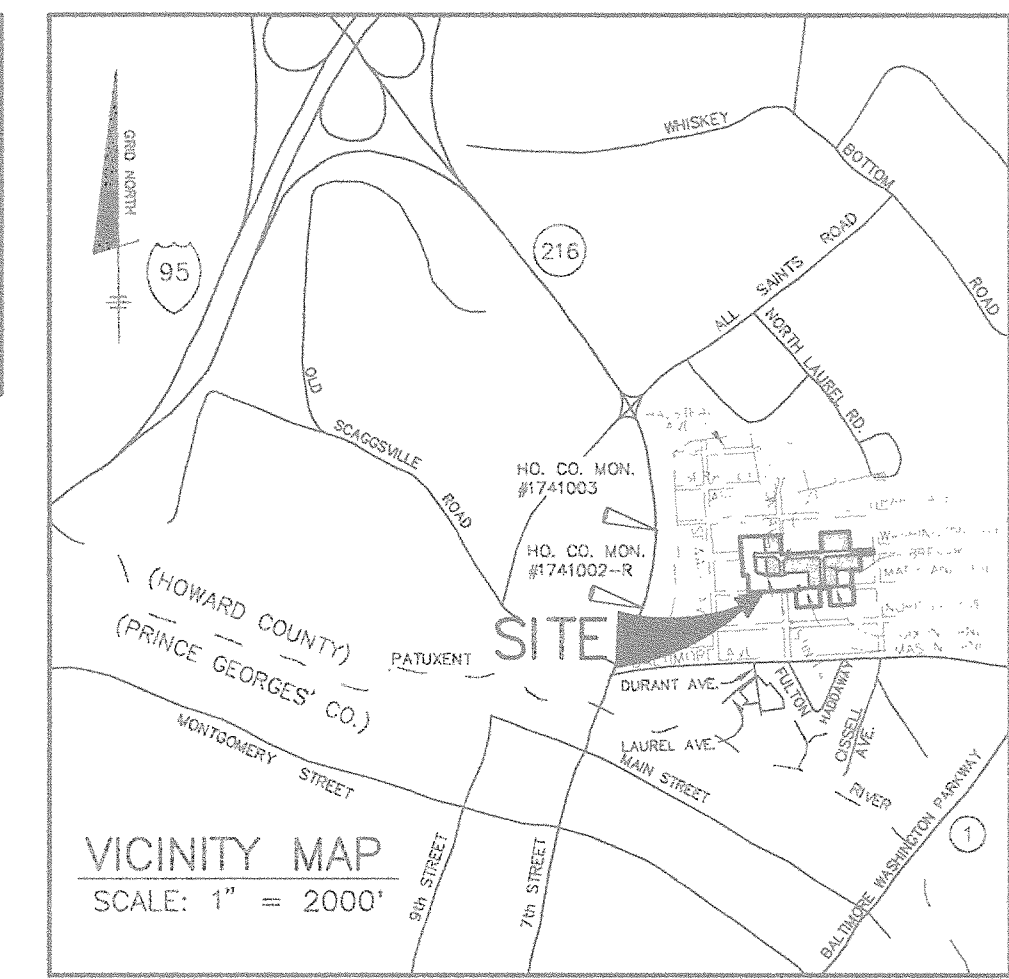 GRID NORTH
95
216
WHISKEY
BOTTOM
ROAD
ALL SAINTS ROAD
NORTH LAUREL RD.
OLD
SCAGGSVILLE
ROAD
HO. CO. MON.
#1741003
HO. CO. MON.
#1741002-R
(HOWARD COUNTY)
(PRINCE GEORGES' CO.)
PATUXENT
SITE
DURANT AVE.
FULTON
HADDAWAY
CISSELL
AVE.
LAUREL AVE.
MAIN STREET
RIVER
MONTGOMERY STREET
BALTIMORE WASHINGTON PARKWAY
1
9th STREET
7th STREET
VICINITY MAP
SCALE: 1" = 2000'